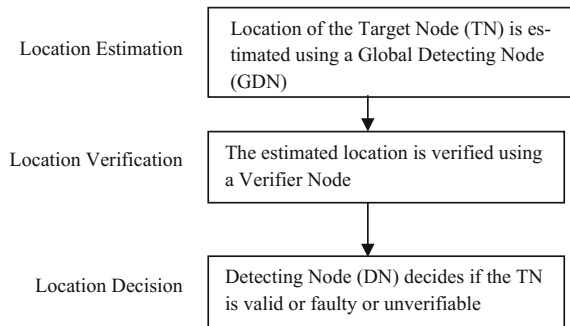 Location Estimation
Location of the Target Node (TN) is es-
timated using a Global Detecting Node
(GDN)
Location Verification
The estimated location is verified using
a Verifier Node
Location Decision
Detecting Node (DN) decides if the TN
is valid or faulty or unverifiable